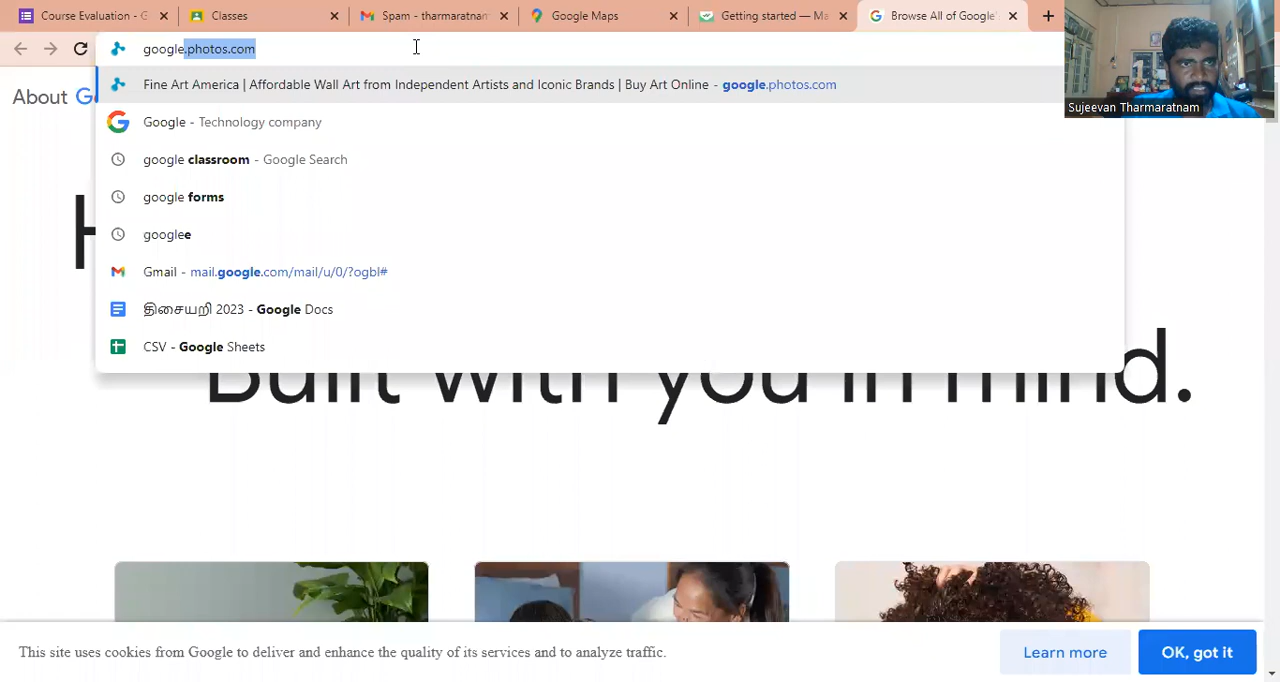 Course Evaluation - G
Classes
Spam - tharmaratnam
Google Maps
Getting started — Ma
Browse All of Google'
google.photos.com
About G
Fine Art America | Affordable Wall Art from Independent Artists and Iconic Brands | Buy Art Online - google.photos.com
Sujeevan Tharmaratnam
Google - Technology company
google classroom - Google Search
google forms
googlee
Gmail - mail.google.com/mail/u/0/?ogbl#
திசையறி 2023 - Google Docs
CSV - Google Sheets
Built with you in mind.
This site uses cookies from Google to deliver and enhance the quality of its services and to analyze traffic.
Learn more
OK, got it